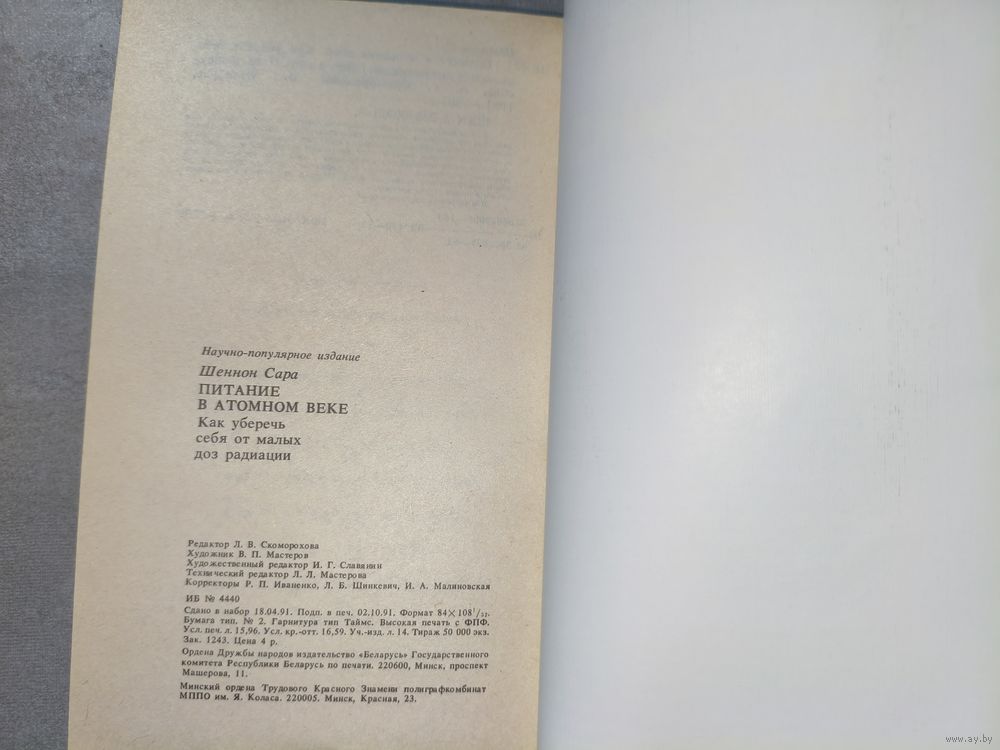 Научно-популярное издание
Шеннон Сара
ПИТАНИЕ
В АТОМНОМ ВЕКЕ
Как уберечь
себя от малых
доз радиации
Редактор Л. В. Скоморохова
Художник В. П. Мастеров
Художественный редактор И. Г. Славянин
Технический редактор Л. Л. Мастерова
Корректоры Р. П. Иваненко, Л. Б. Шинкевич, И. А. Малиновская
ИБ № 4440
Сдано в набор 18.04.91. Подп. в печ. 02.10.91. Формат 84×108¹/₃₂.
Бумага тип. № 2. Гарнитура тип Таймс. Высокая печать с ФПФ.
Усл. печ. л. 15,96. Усл. кр.-отт. 16,59. Уч.-изд. л. 14. Тираж 50 000 экз.
Зак. 1243. Цена 4 р.
Ордена Дружбы народов издательство «Беларусь» Государственного
комитета Республики Беларусь по печати. 220600, Минск, проспект
Машерова, 11.
Минский ордена Трудового Красного Знамени полиграфкомбинат
МППО им. Я. Коласа. 220005. Минск, Красная, 23.
www.ay.by